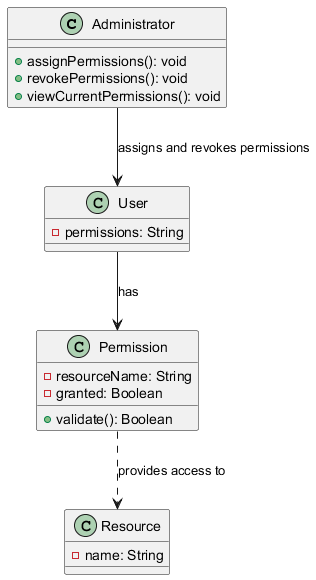 C Administrator
assignPermissions(): void
revokePermissions(): void
viewCurrentPermissions(): void
assigns and revokes permissions
C User
permissions: String
has
C Permission
resourceName: String
granted: Boolean
validate(): Boolean
provides access to
C Resource
name: String